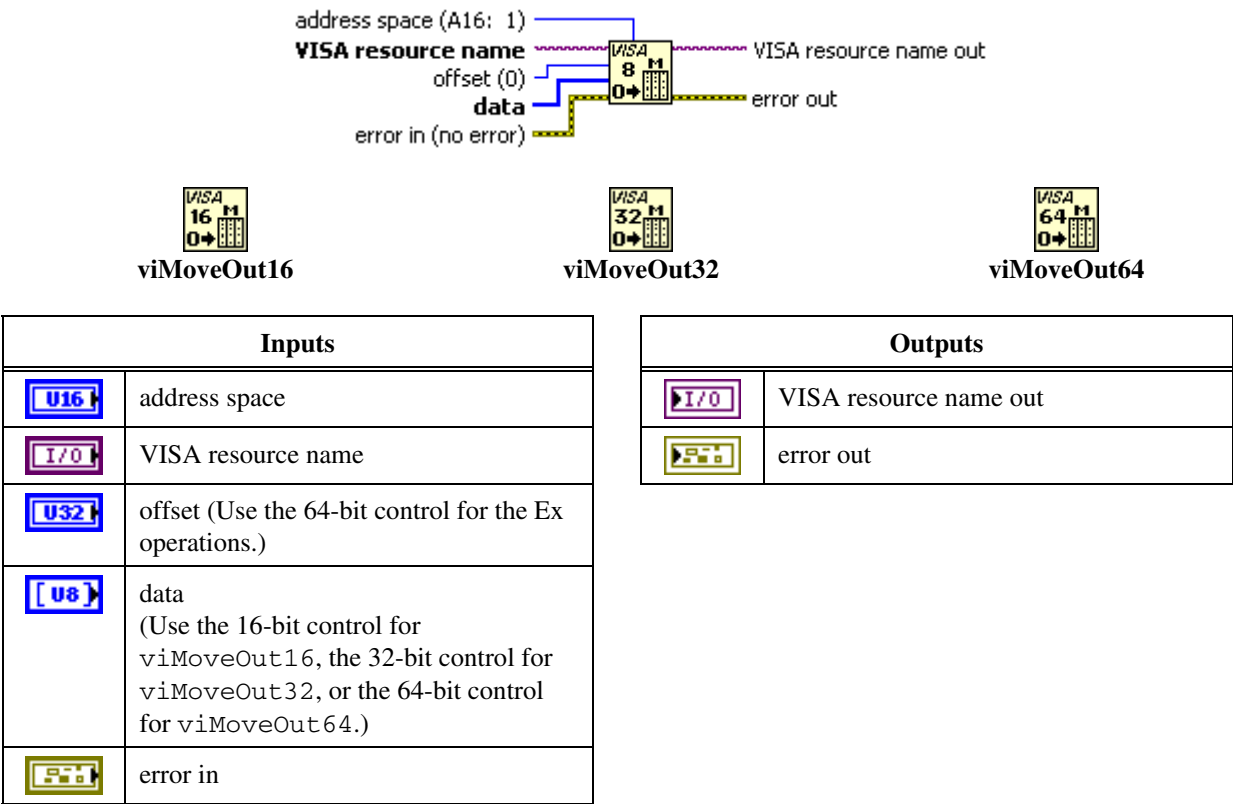 address space (A16: 1)
VISA resource name
offset (0)
data
error in (no error)
VISA
8 M
0
VISA resource name out
error out
VISA
16 M
0
viMoveOut16
VISA
32 M
0
viMoveOut32
VISA
64 M
0
viMoveOut64
Inputs
U16
address space
I/O
VISA resource name
U32
offset (Use the 64-bit control for the Ex
operations.)
[U8]
data
(Use the 16-bit control for
viMoveOut16, the 32-bit control for
viMoveOut32, or the 64-bit control
for viMoveOut64.)
error in
Outputs
I/O
VISA resource name out
error out